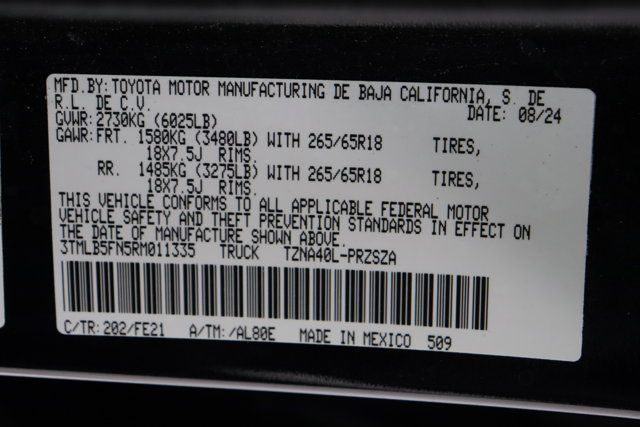 MFD.BY: TOYOTA MOTOR MANUFACTURING DE BAJA CALIFORNIA, S. DE
R.L. DE C.V. DATE: 08/24
GVWR: 2730KG (6025LB)
GAWR: FRT. 1580KG (3480LB) WITH 265/65R18 TIRES,
18X7.5J RIMS.
RR. 1485KG (3275LB) WITH 265/65R18 TIRES,
18X7.5J RIMS.
THIS VEHICLE CONFORMS TO ALL APPLICABLE FEDERAL MOTOR
VEHICLE SAFETY AND THEFT PREVENTION STANDARDS IN EFFECT ON
THE DATE OF MANUFACTURE SHOWN ABOVE.
3TMLB5FN5RM011335 TRUCK TZNA40L-PRZSZA
C/TR: 202/FE21 A/TM: /AL80E MADE IN MEXICO 509